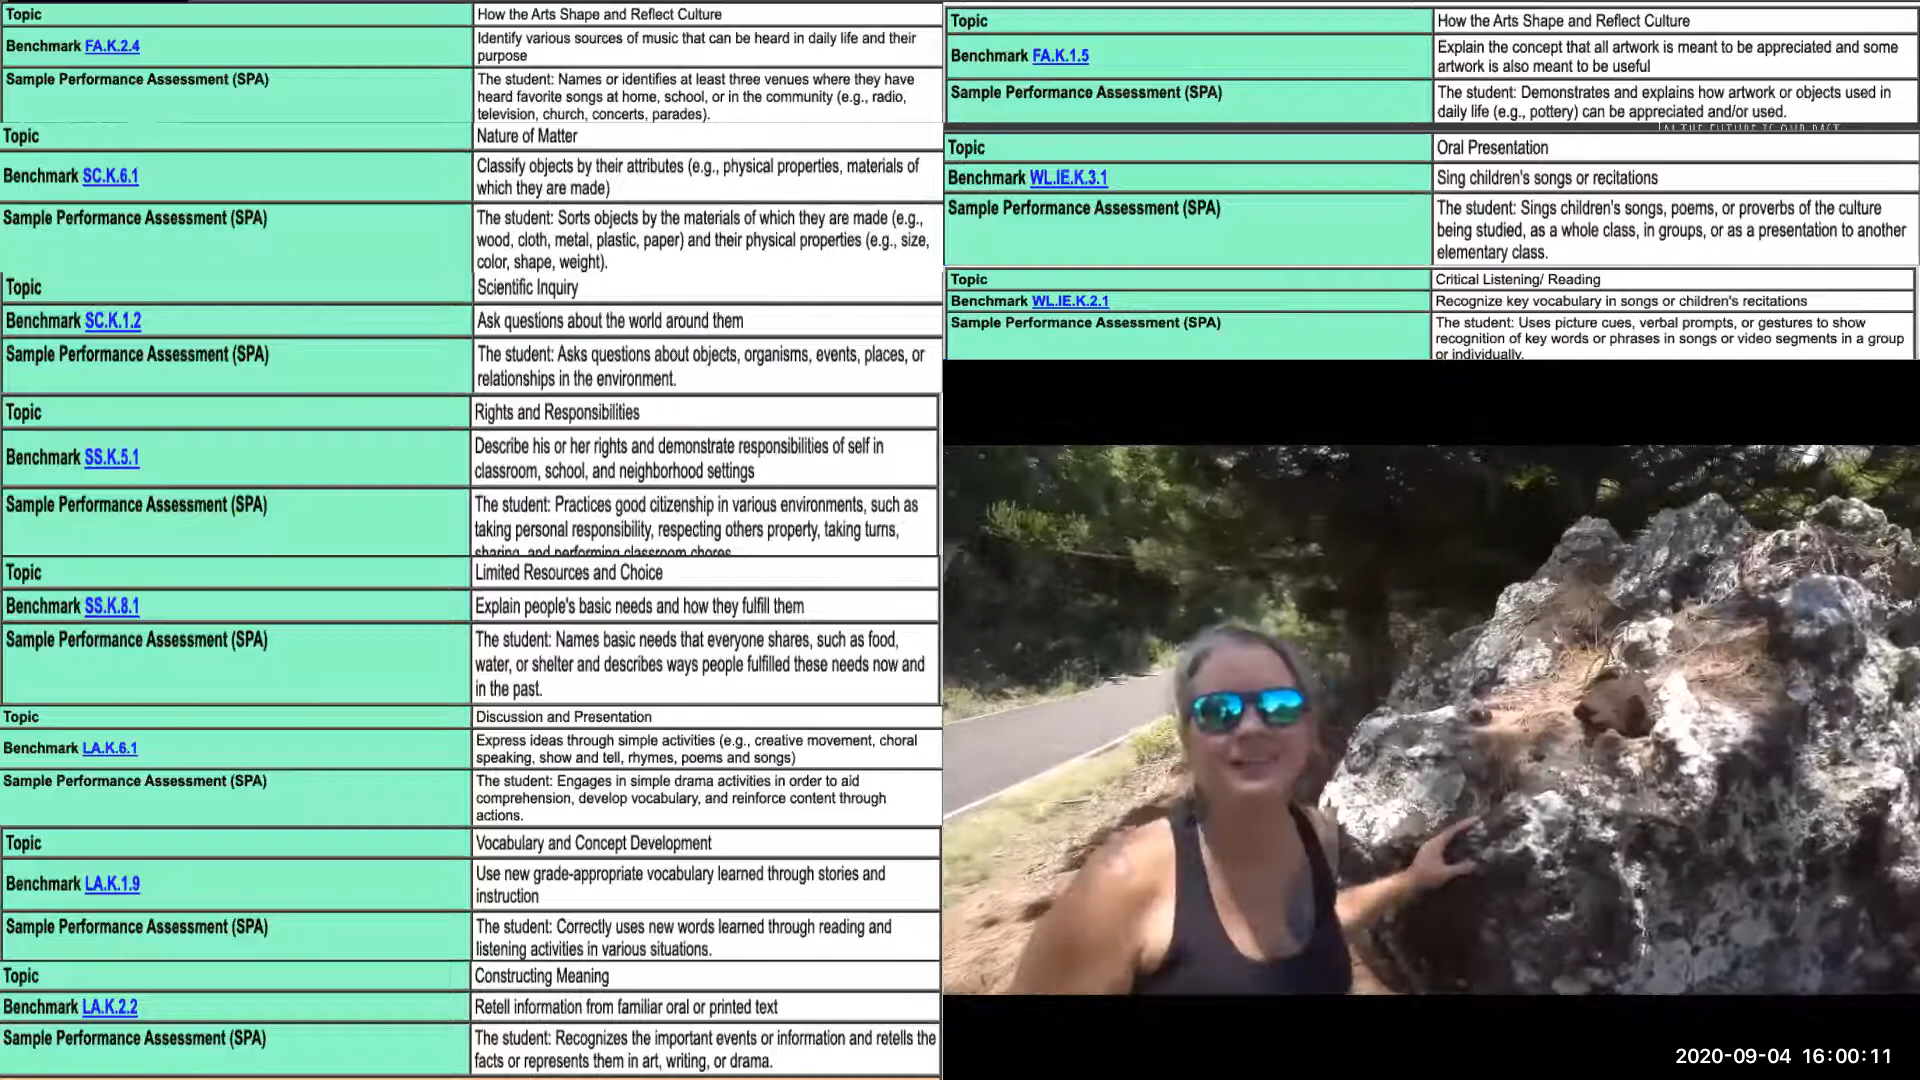 Topic How the Arts Shape and Reflect Culture
Benchmark FA.K.2.4 Identify various sources of music that can be heard in daily life and their
purpose
Sample Performance Assessment (SPA) The student: Names or identifies at least three venues where they have
heard favorite songs at home, school, or in the community (e.g., radio,
television, church, concerts, parades).
Topic Nature of Matter
Benchmark SC.K.6.1 Classify objects by their attributes (e.g., physical properties, materials of
which they are made)
Sample Performance Assessment (SPA) The student: Sorts objects by the materials of which they are made (e.g.,
wood, cloth, metal, plastic, paper) and their physical properties (e.g., size,
color, shape, weight).
Topic Scientific Inquiry
Benchmark SC.K.1.2 Ask questions about the world around them
Sample Performance Assessment (SPA) The student: Asks questions about objects, organisms, events, places, or
relationships in the environment.
Topic Rights and Responsibilities
Benchmark SS.K.5.1 Describe his or her rights and demonstrate responsibilities of self in
classroom, school, and neighborhood settings
Sample Performance Assessment (SPA) The student: Practices good citizenship in various environments, such as
taking personal responsibility, respecting others property, taking turns,
sharing, and performing classroom chores
Topic Limited Resources and Choice
Benchmark SS.K.8.1 Explain people's basic needs and how they fulfill them
Sample Performance Assessment (SPA) The student: Names basic needs that everyone shares, such as food,
water, or shelter and describes ways people fulfilled these needs now and
in the past.
Topic Discussion and Presentation
Benchmark LA.K.6.1 Express ideas through simple activities (e.g., creative movement, choral
speaking, show and tell, rhymes, poems and songs)
Sample Performance Assessment (SPA) The student: Engages in simple drama activities in order to aid
comprehension, develop vocabulary, and reinforce content through
actions.
Topic Vocabulary and Concept Development
Benchmark LA.K.1.9 Use new grade-appropriate vocabulary learned through stories and
instruction
Sample Performance Assessment (SPA) The student: Correctly uses new words learned through reading and
listening activities in various situations.
Topic Constructing Meaning
Benchmark LA.K.2.2 Retell information from familiar oral or printed text
Sample Performance Assessment (SPA) The student: Recognizes the important events or information and retells the
facts or represents them in art, writing, or drama.
Topic How the Arts Shape and Reflect Culture
Benchmark FA.K.1.5 Explain the concept that all artwork is meant to be appreciated and some
artwork is also meant to be useful
Sample Performance Assessment (SPA) The student: Demonstrates and explains how artwork or objects used in
daily life (e.g., pottery) can be appreciated and/or used.
Topic Oral Presentation
Benchmark WL.IE.K.3.1 Sing children's songs or recitations
Sample Performance Assessment (SPA) The student: Sings children's songs, poems, or proverbs of the culture
being studied, as a whole class, in groups, or as a presentation to another
elementary class.
Topic Critical Listening/ Reading
Benchmark WL.IE.K.2.1 Recognize key vocabulary in songs or children's recitations
Sample Performance Assessment (SPA) The student: Uses picture cues, verbal prompts, or gestures to show
recognition of key words or phrases in songs or video segments in a group
or individually.
2020-09-04 16:00:11